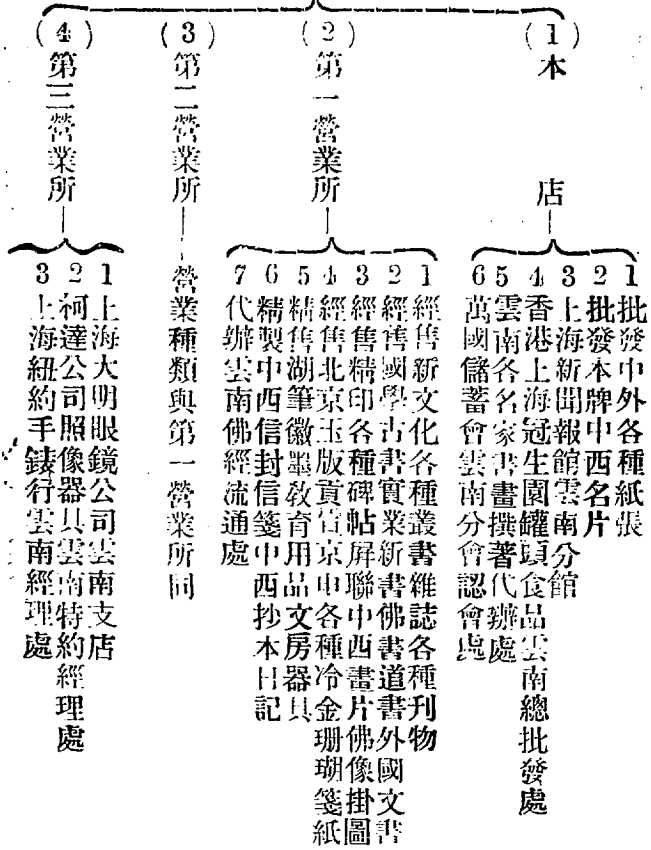 (1)本店
1 批發中外各種紙張
2 批發本牌中西名片
3 上海新聞報館雲南分館
4 香港上海冠生園罐頭食品雲南總批發處
5 雲南各名家書畫撰著代辦處
6 萬國儲蓄會雲南分會認會處
(2)第一營業所
1 經售新文化各種叢書雜誌各種刊物
2 經售國學古書實業新書佛書道書外國文書
3 經售精印各種碑帖屏聯中西畫片佛像掛圖
4 經售北京玉版貢宣京申各種冷金珊瑚箋紙
5 精售湖筆徽墨敎育用品文房器具
6 精製中西信封信箋中西抄本日記
7 代辦雲南佛經流通處
(3)第二營業所
營業種類與第一營業所同
(4)第三營業所
1 上海大明眼鏡公司雲南支店
2 柯達公司照像器具雲南特約經理處
3 上海紐約手錶行雲南經理處